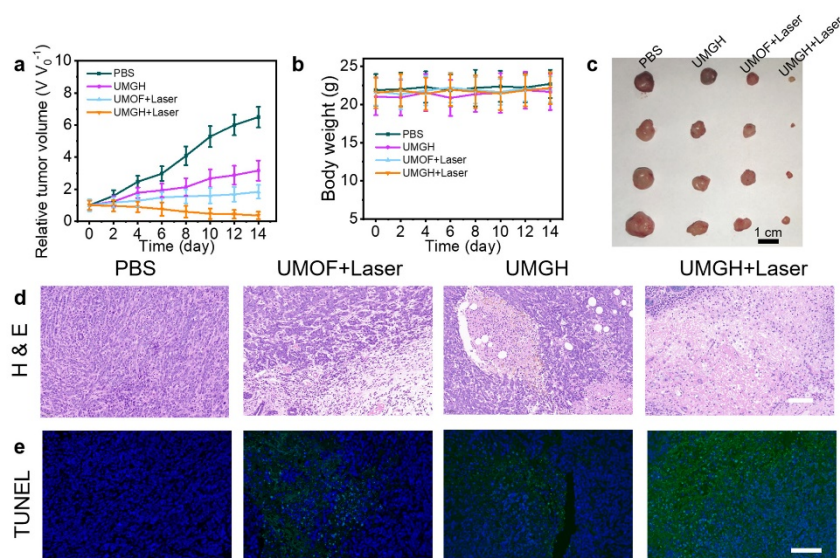 a
Relative tumor volume (V V₀⁻¹)
10
8
6
4
2
0
PBS
UMGH
UMOF+Laser
UMGH+Laser
0 2 4 6 8 10 12 14
Time (day)
b
Body weight (g)
25
20
15
10
5
PBS
UMGH
UMOF+Laser
UMGH+Laser
0 2 4 6 8 10 12 14
Time (day)
c
PBS
UMGH
UMOF+Laser
UMGH+Laser
1 cm
PBS
UMOF+Laser
UMGH
UMGH+Laser
d
H & E
e
TUNEL